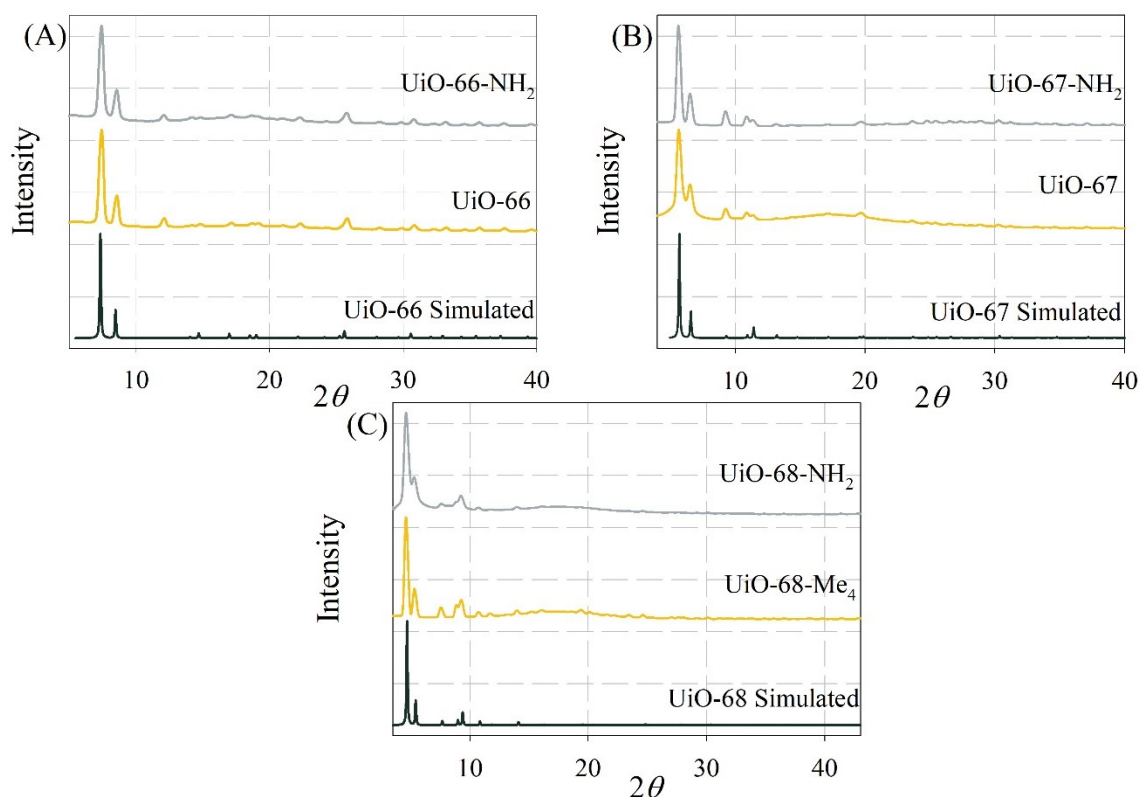 (A)
Intensity
UiO-66-NH₂
UiO-66
UiO-66 Simulated
10 20 30 40
2θ
(B)
Intensity
UiO-67-NH₂
UiO-67
UiO-67 Simulated
10 20 30 40
2θ
(C)
Intensity
UiO-68-NH₂
UiO-68-Me₄
UiO-68 Simulated
10 20 30 40
2θ